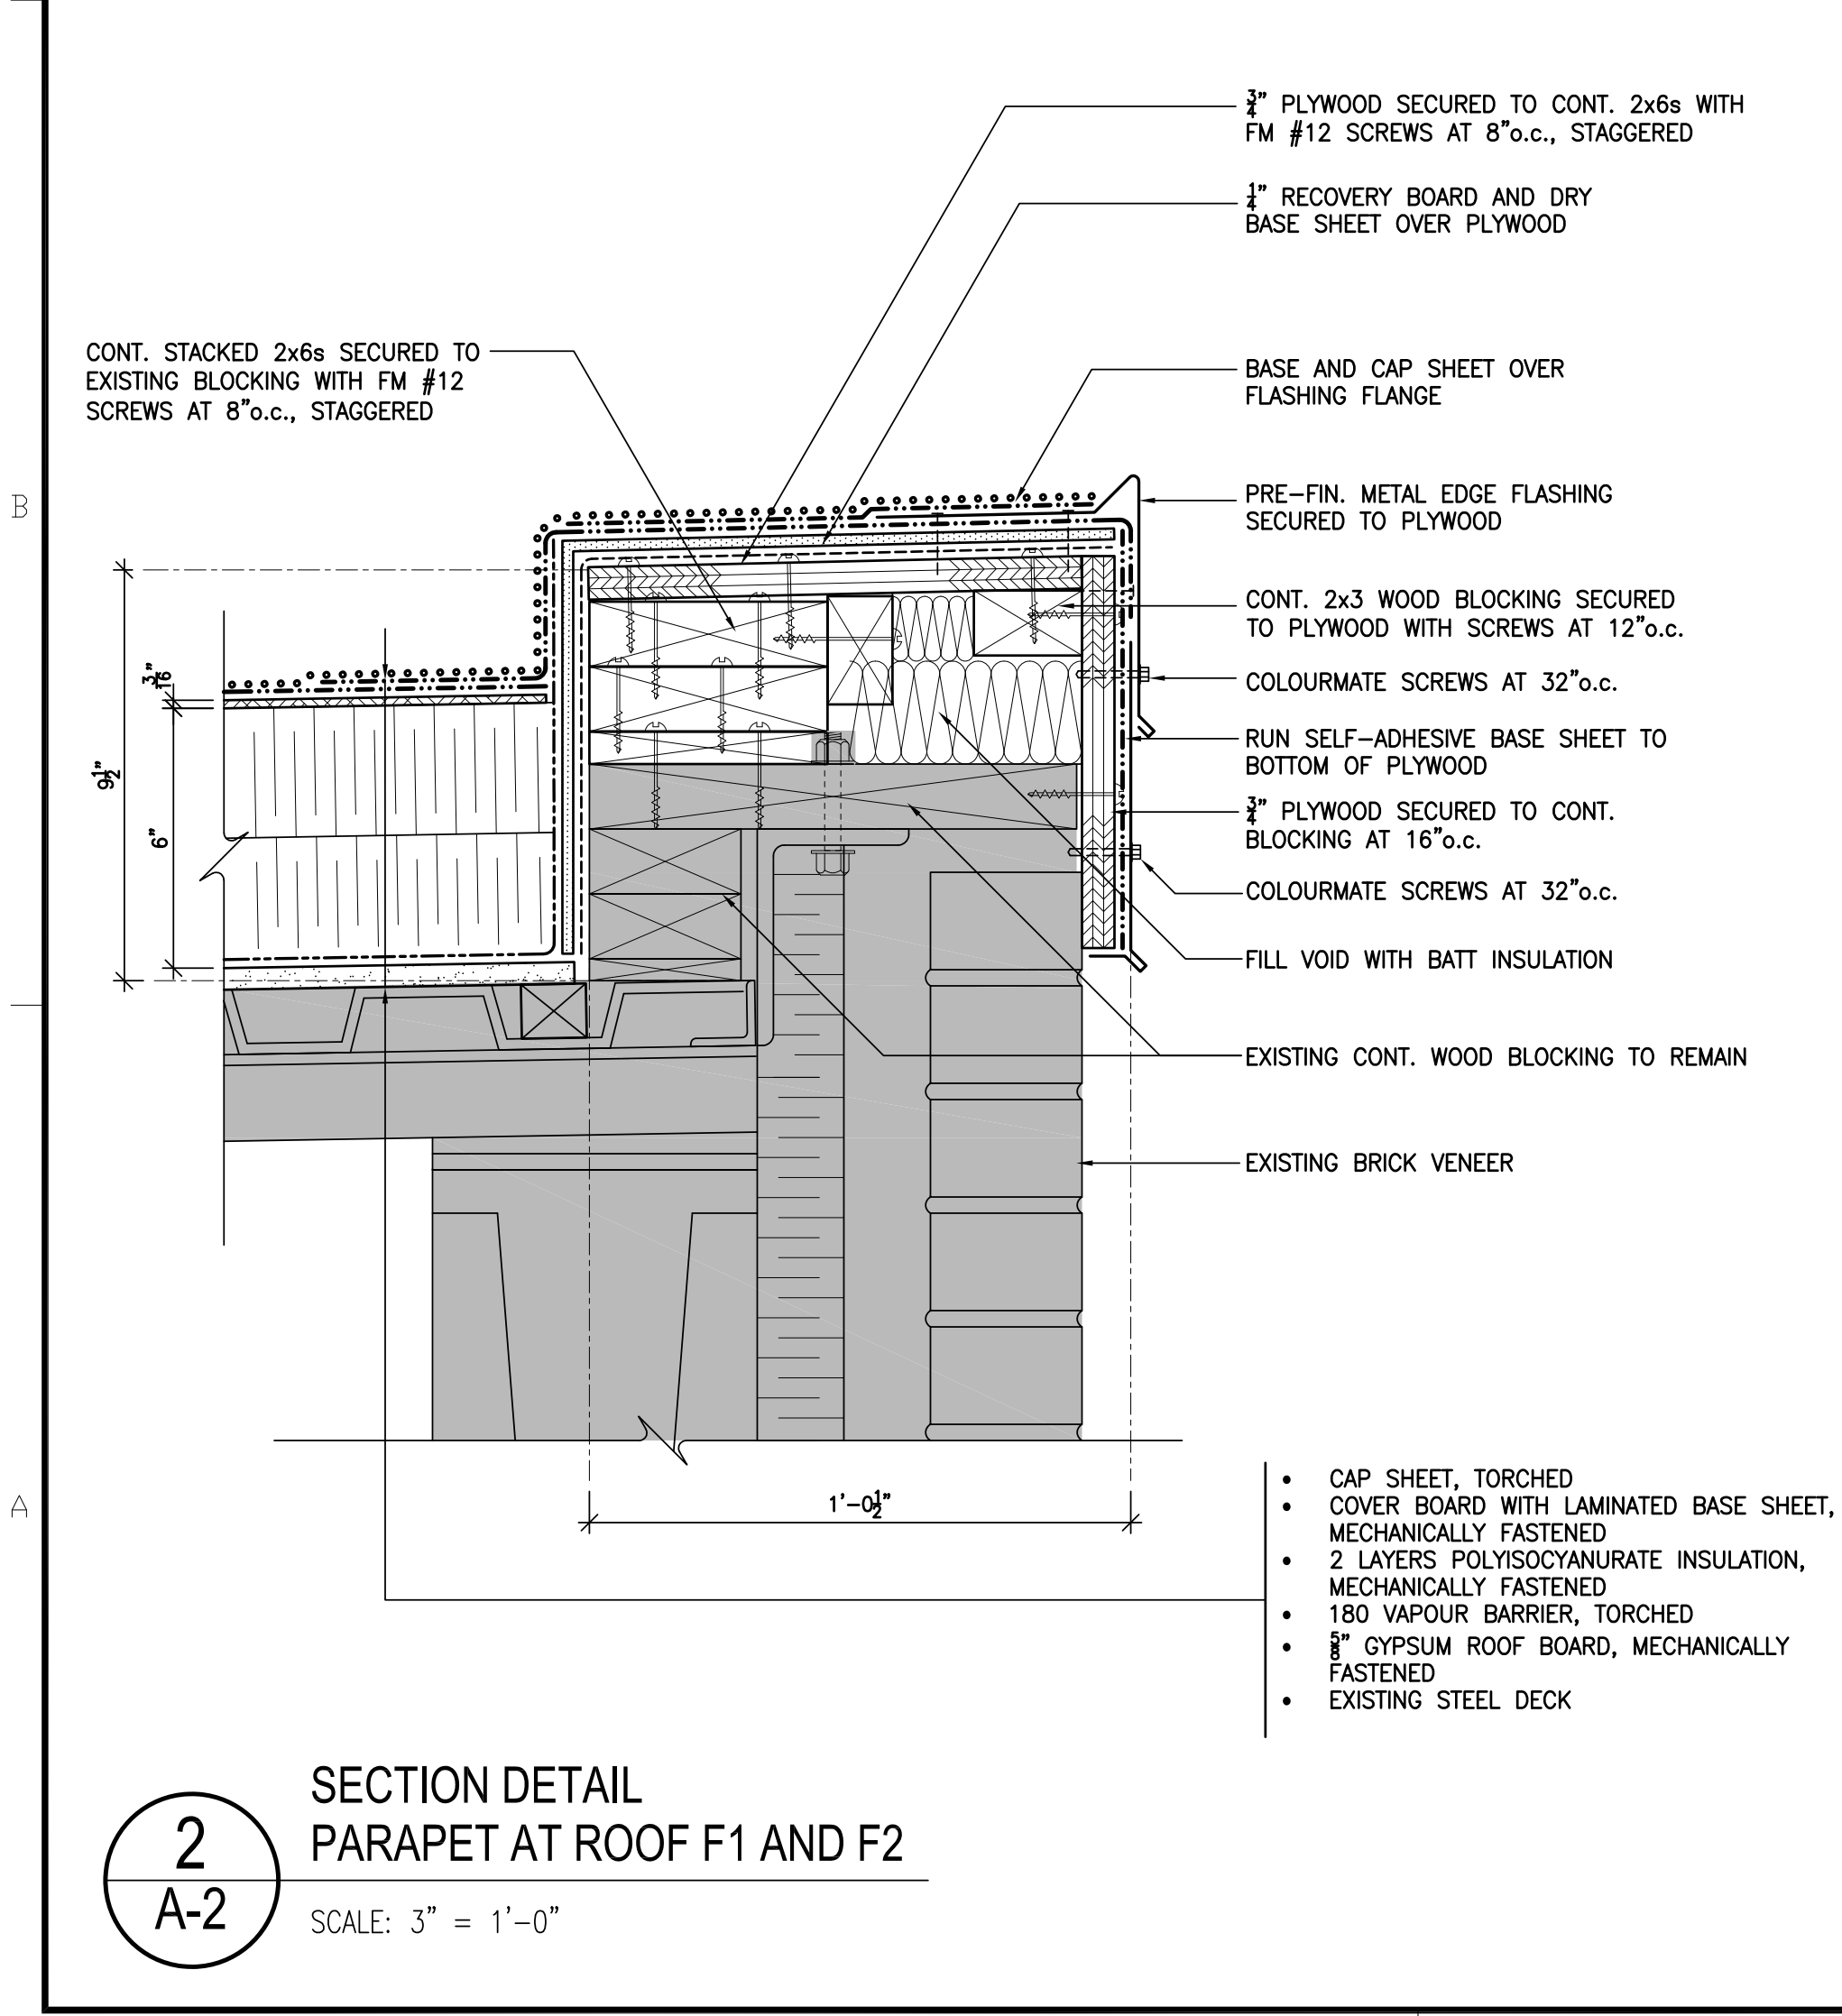 ¾" PLYWOOD SECURED TO CONT. 2x6s WITH
FM #12 SCREWS AT 8"o.c., STAGGERED
¼" RECOVERY BOARD AND DRY
BASE SHEET OVER PLYWOOD
CONT. STACKED 2x6s SECURED TO
EXISTING BLOCKING WITH FM #12
SCREWS AT 8"o.c., STAGGERED
BASE AND CAP SHEET OVER
FLASHING FLANGE
B
PRE-FIN. METAL EDGE FLASHING
SECURED TO PLYWOOD
CONT. 2x3 WOOD BLOCKING SECURED
TO PLYWOOD WITH SCREWS AT 12"o.c.
COLOURMATE SCREWS AT 32"o.c.
RUN SELF-ADHESIVE BASE SHEET TO
BOTTOM OF PLYWOOD
¾" PLYWOOD SECURED TO CONT.
BLOCKING AT 16"o.c.
COLOURMATE SCREWS AT 32"o.c.
FILL VOID WITH BATT INSULATION
EXISTING CONT. WOOD BLOCKING TO REMAIN
EXISTING BRICK VENEER
3/16"
9½"
6"
A
1'-0½"
• CAP SHEET, TORCHED
• COVER BOARD WITH LAMINATED BASE SHEET,
MECHANICALLY FASTENED
• 2 LAYERS POLYISOCYANURATE INSULATION,
MECHANICALLY FASTENED
• 180 VAPOUR BARRIER, TORCHED
• ⅝" GYPSUM ROOF BOARD, MECHANICALLY
FASTENED
• EXISTING STEEL DECK
2
A-2
SECTION DETAIL
PARAPET AT ROOF F1 AND F2
SCALE: 3" = 1'-0"